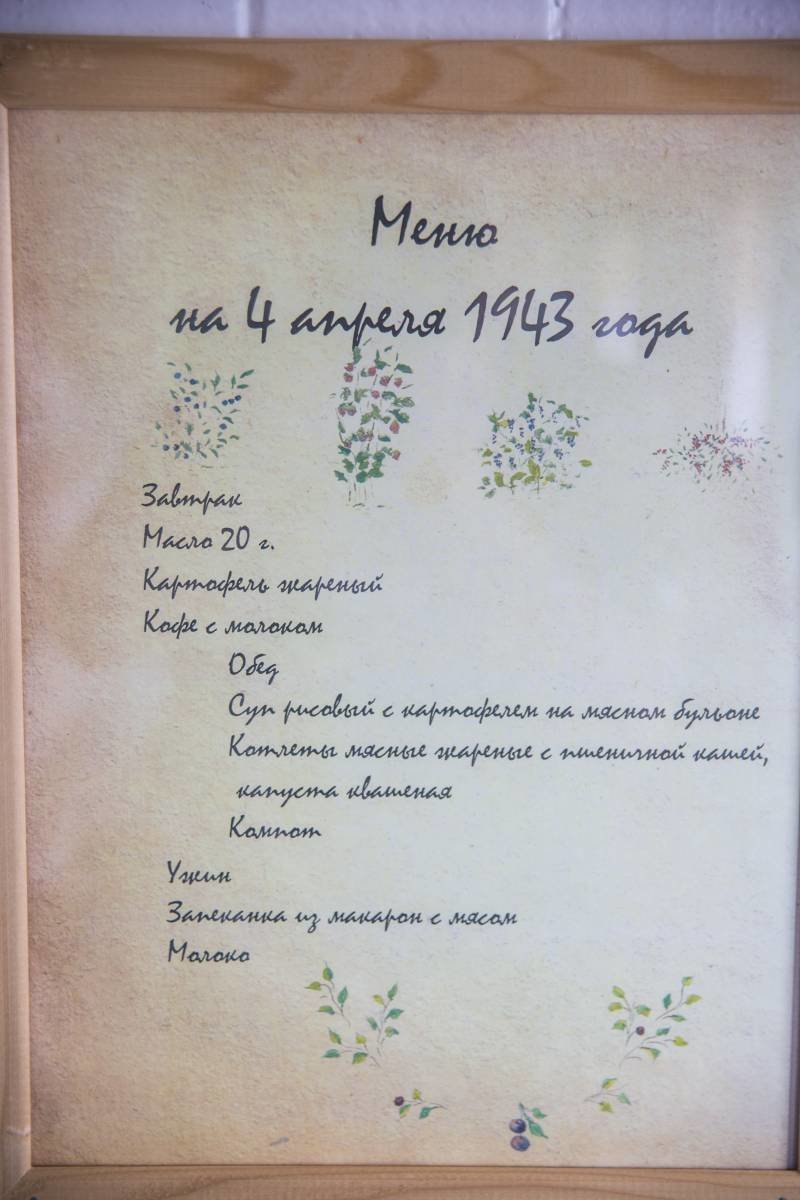 Меню
на 4 апреля 1943 года
Завтрак
Масло 20 г.
Картофель жареный
Кофе с молоком
Обед
Суп рисовый с картофелем на мясном бульоне
Котлеты мясные жареные с пшеничной кашей,
капуста квашеная
Компот
Ужин
Запеканка из макарон с мясом
Молоко